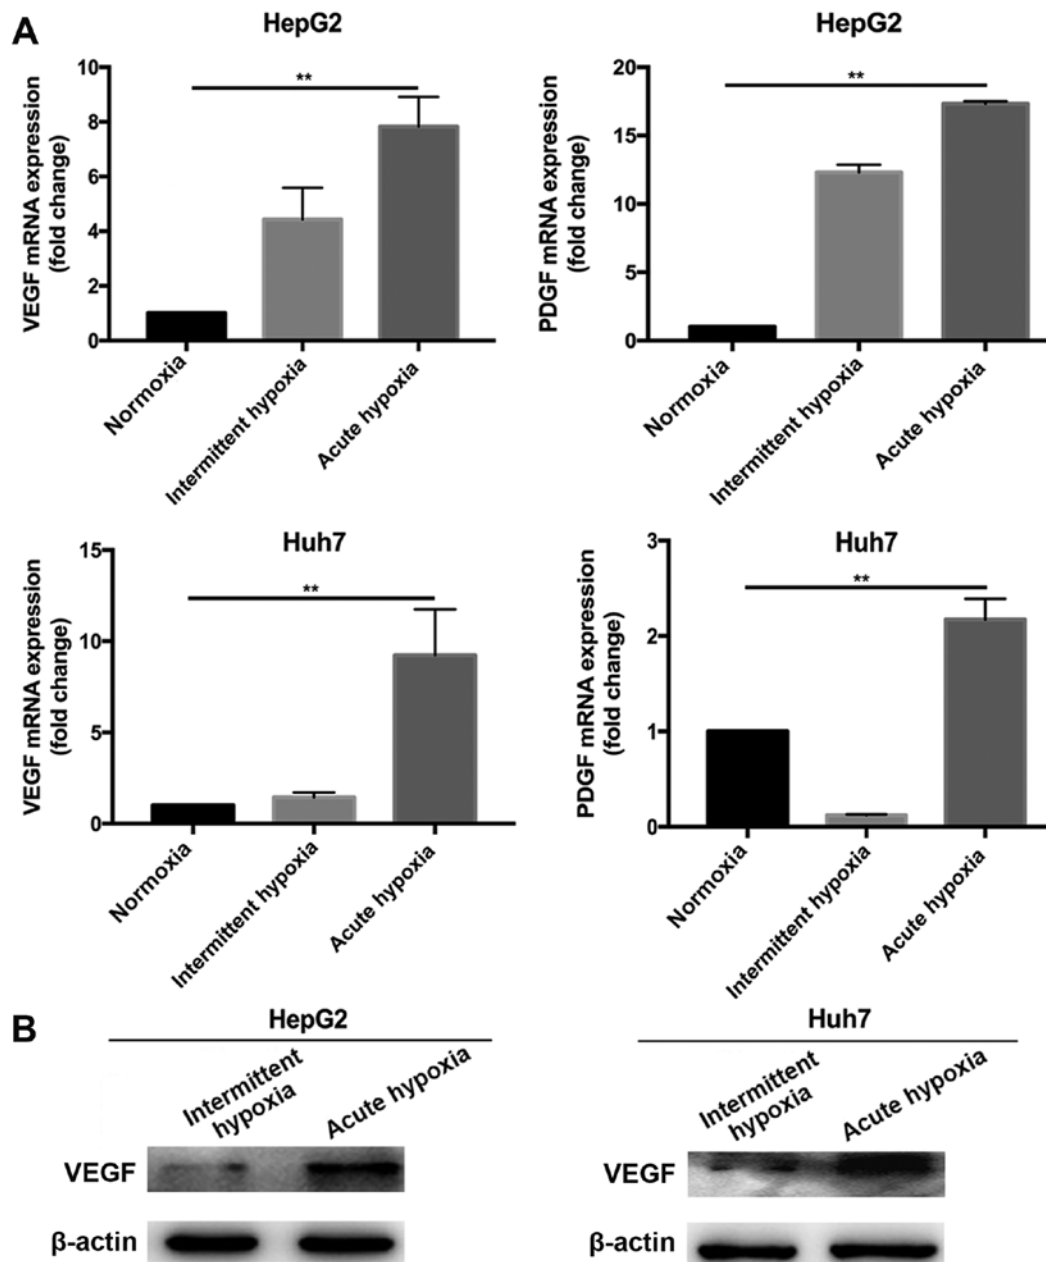 A
HepG2
VEGF mRNA expression
(fold change)
10
8
6
4
2
0
**
Normoxia
Intermittent hypoxia
Acute hypoxia
HepG2
PDGF mRNA expression
(fold change)
20
15
10
5
0
**
Normoxia
Intermittent hypoxia
Acute hypoxia
Huh7
VEGF mRNA expression
(fold change)
15
10
5
0
**
Normoxia
Intermittent hypoxia
Acute hypoxia
Huh7
PDGF mRNA expression
(fold change)
3
2
1
0
**
Normoxia
Intermittent hypoxia
Acute hypoxia
B
HepG2
Intermittent
hypoxia
Acute hypoxia
VEGF
β-actin
Huh7
Intermittent
hypoxia
Acute hypoxia
VEGF
β-actin